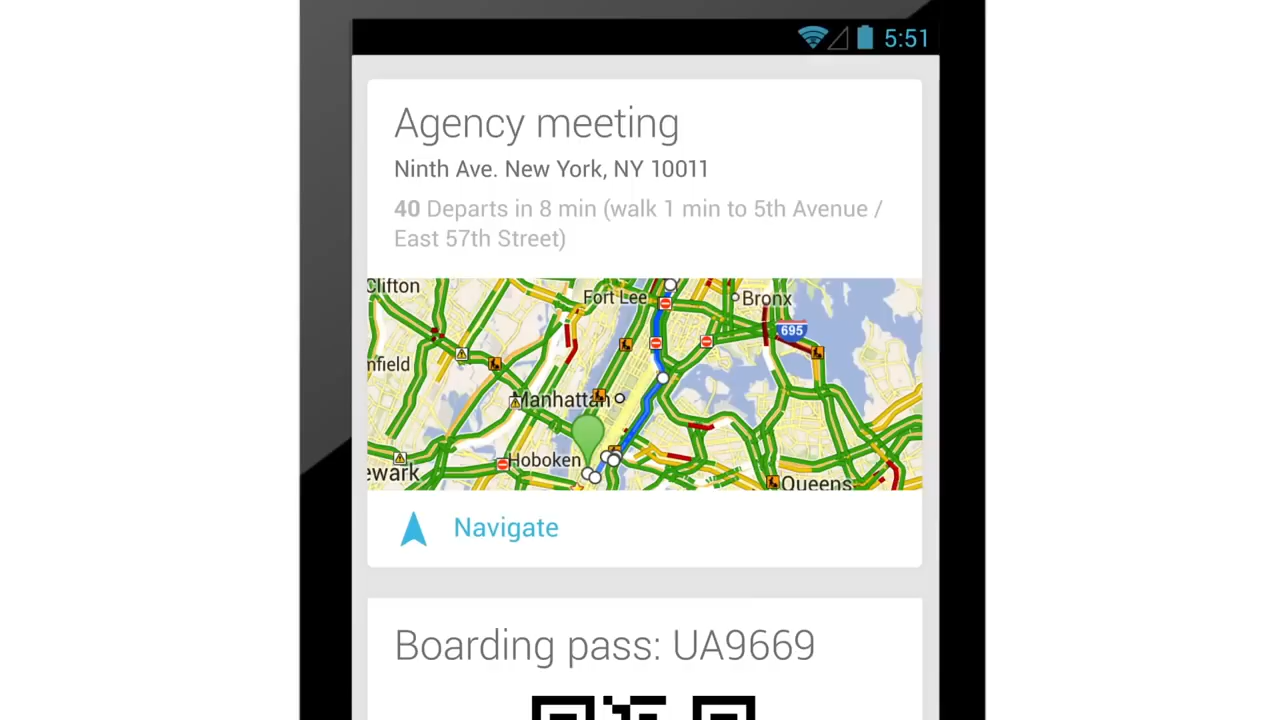 5:51
Agency meeting
Ninth Ave. New York, NY 10011
40 Departs in 8 min (walk 1 min to 5th Avenue /
East 57th Street)
Clifton
Fort Lee
Bronx
695
nfield
Manhattan
Hoboken
ewark
Queens
Navigate
Boarding pass: UA9669